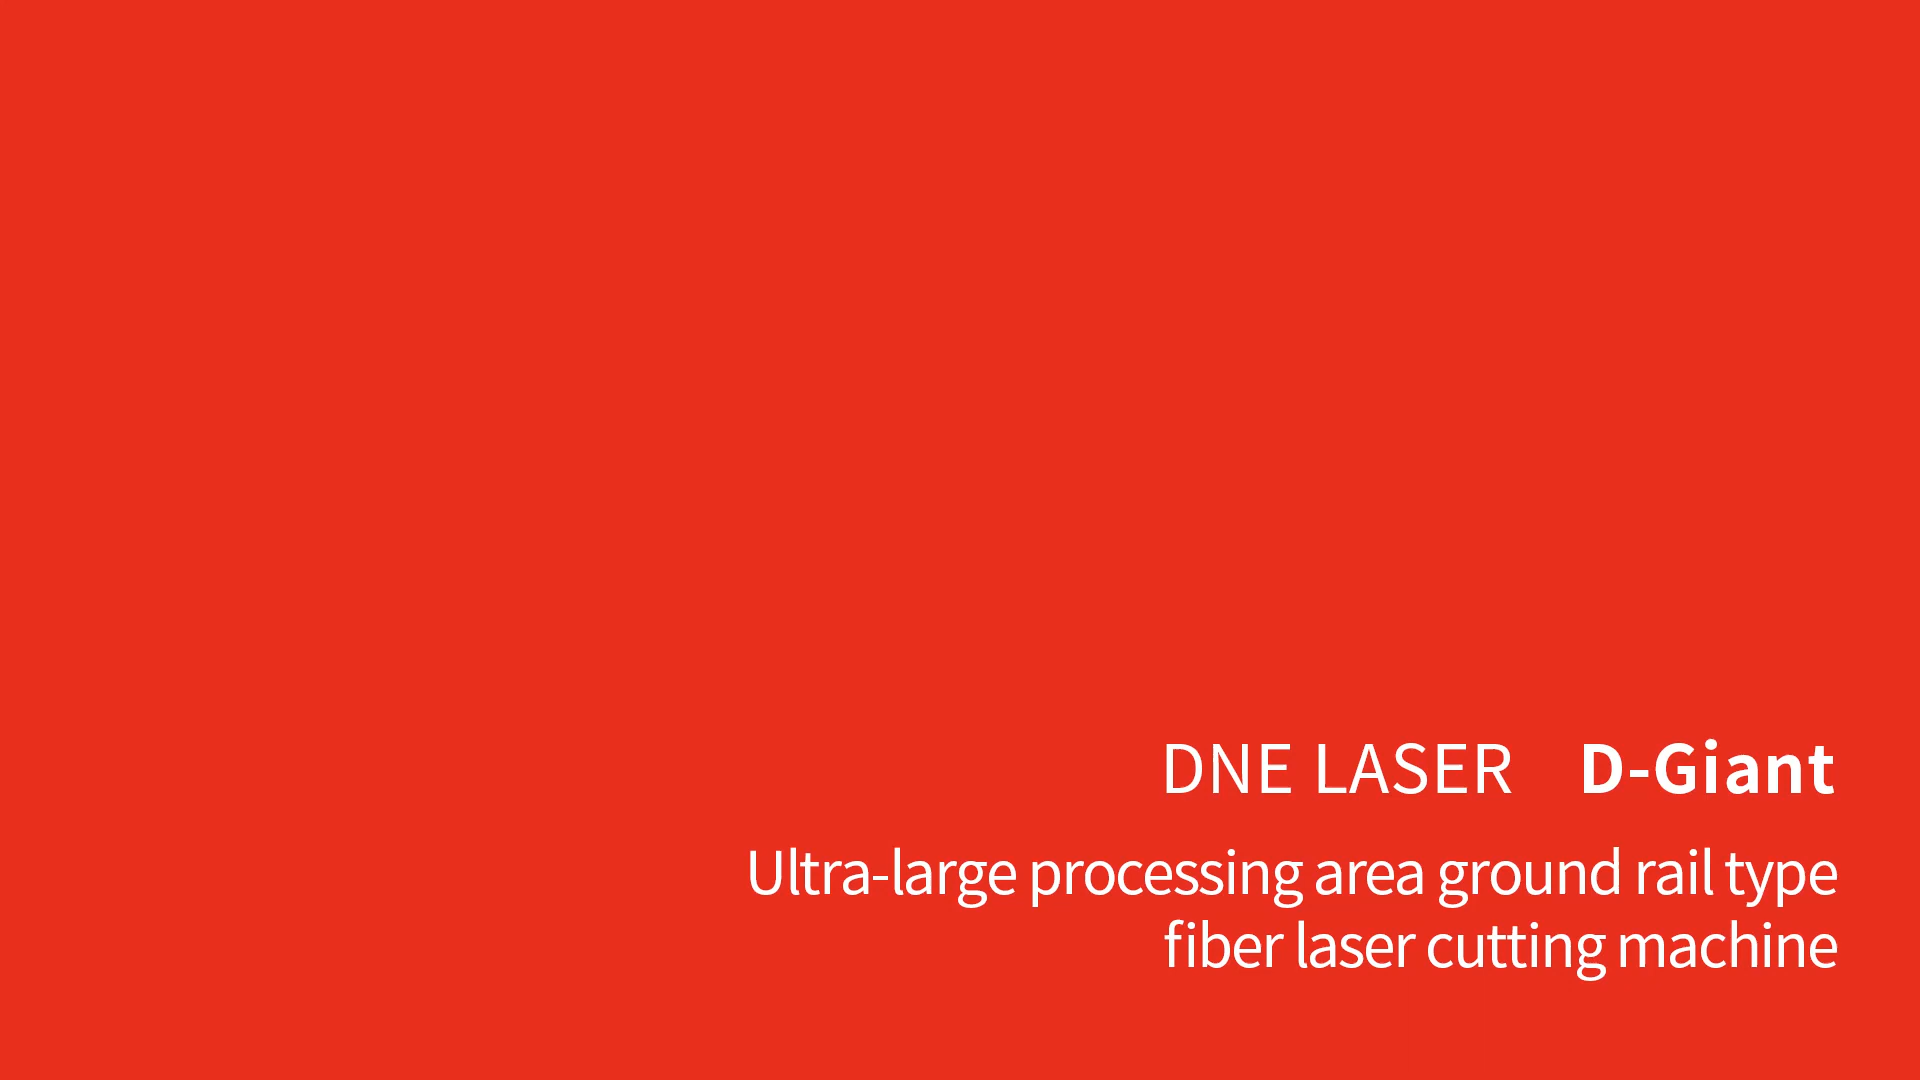 DNE LASER D-Giant
Ultra-large processing area ground rail type
fiber laser cutting machine